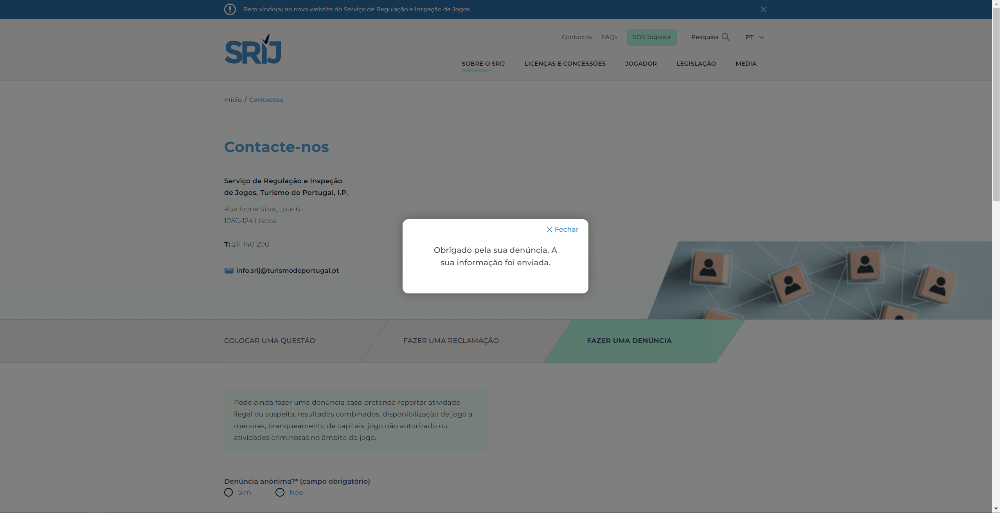 Bem vindo(a) ao novo website do Serviço de Regulação e Inspeção de Jogos
SRIJ
Contactos FAQs SOS Jogador Pesquisa PT
SOBRE O SRIJ LICENÇAS E CONCESSÕES JOGADOR LEGISLAÇÃO MEDIA
Início / Contactos
Contacte-nos
Serviço de Regulação e Inspeção
de Jogos, Turismo de Portugal, I.P.
Rua Ivone Silva, Lote 6
1050-124 Lisboa
T: 211 140 200
info.srij@turismodeportugal.pt
Fechar
Obrigado pela sua denúncia. A
sua informação foi enviada.
COLOCAR UMA QUESTÃO FAZER UMA RECLAMAÇÃO FAZER UMA DENÚNCIA
Pode ainda fazer uma denúncia caso pretenda reportar atividade
ilegal ou suspeita, resultados combinados, disponibilização de jogo a
menores, branqueamento de capitais, jogo não autorizado ou
atividades criminosas no âmbito do jogo.
Denúncia anónima?* (campo obrigatório)
Sim Não